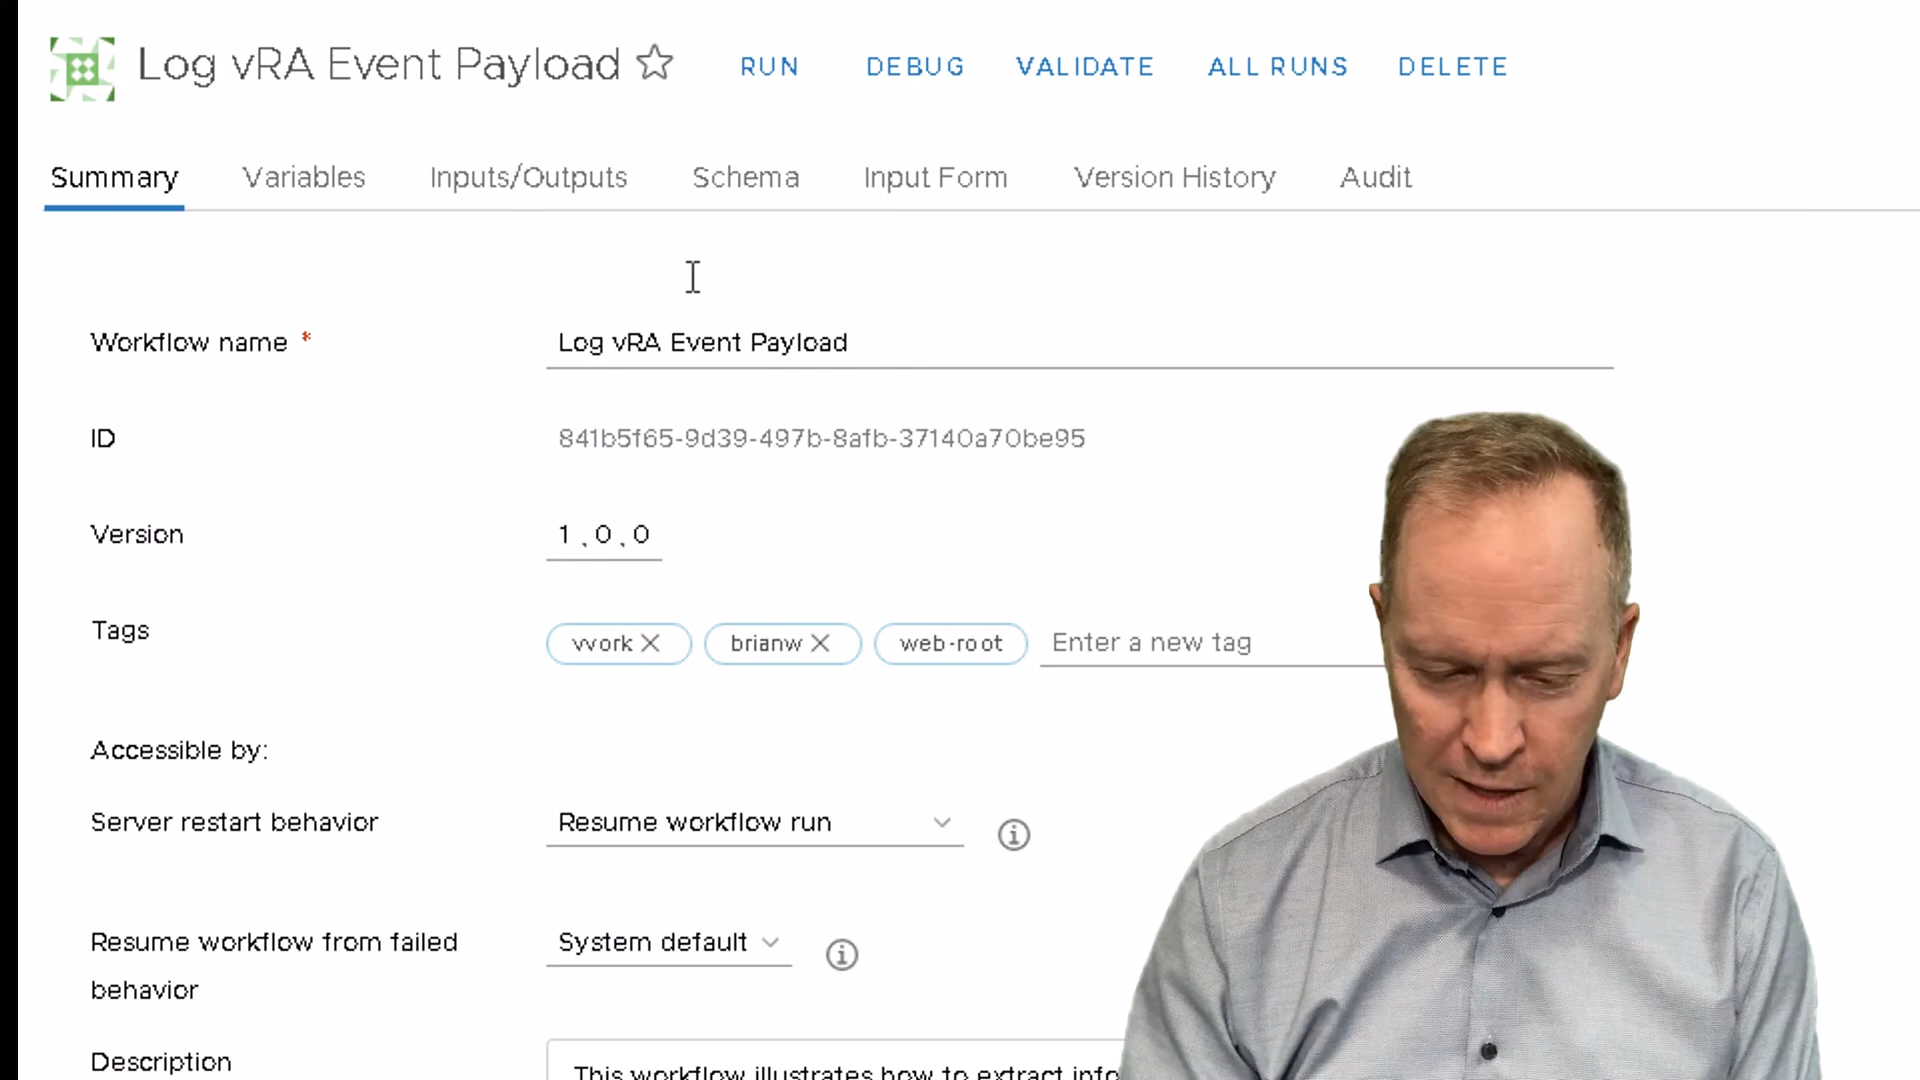 Log vRA Event Payload RUN DEBUG VALIDATE ALL RUNS DELETE
Summary Variables Inputs/Outputs Schema Input Form Version History Audit
Workflow name * Log vRA Event Payload
ID 841b5f65-9d39-497b-8afb-37140a70be95
Version 1 . 0 . 0
Tags vvork brianw web-root Enter a new tag
Accessible by:
Server restart behavior Resume workflow run
Resume workflow from failed System default
behavior
Description
This workflow illustrates how to extract info